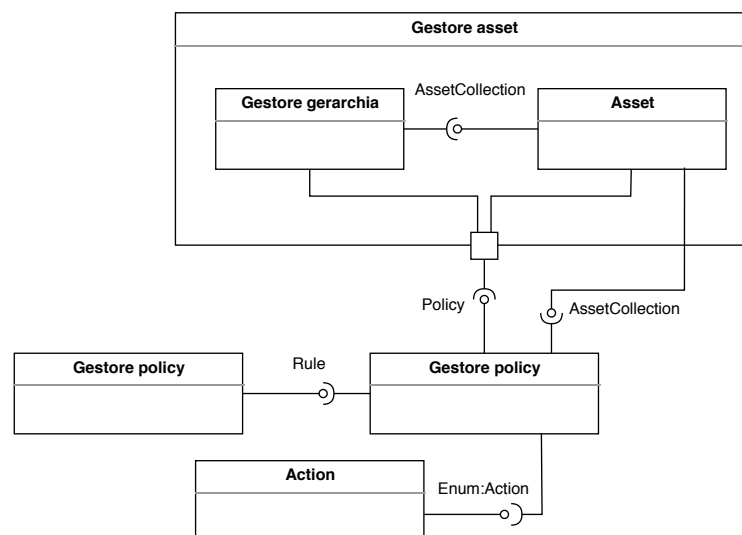 Gestore asset
AssetCollection
Gestore gerarchia
Asset
Policy
AssetCollection
Rule
Gestore policy
Gestore policy
Action
Enum:Action